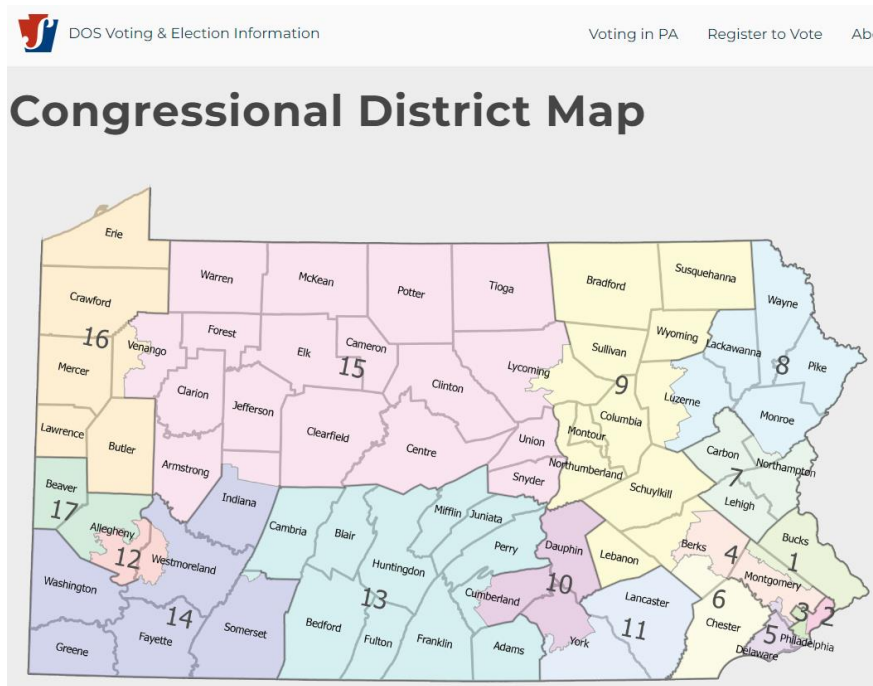 DOS Voting & Election Information
Voting in PA
Register to Vote
Ab
Congressional District Map
Erie
Warren
McKean
Potter
Tioga
Bradford
Susquehanna
Crawford
Wayne
16
Venango
Forest
Elk
Cameron
15
Lycoming
Sullivan
Wyoming
Lackawanna
8
Pike
Mercer
Clarion
Jefferson
Clinton
9
Luzerne
Columbia
Monroe
Lawrence
Butler
Clearfield
Centre
Union
Montour
Carbon
Northampton
Armstrong
Snyder
Northumberland
7
Beaver
Indiana
Schuylkill
Lehigh
17
Allegheny
Cambria
Blair
Mifflin
Juniata
Perry
Dauphin
Lebanon
Berks
4
Bucks
1
12
Westmoreland
Huntingdon
Montgomery
Washington
13
Cumberland
10
Lancaster
6
3
2
14
Somerset
Bedford
Fulton
Franklin
Adams
York
11
Chester
5
Philadelphia
Greene
Fayette
Delaware